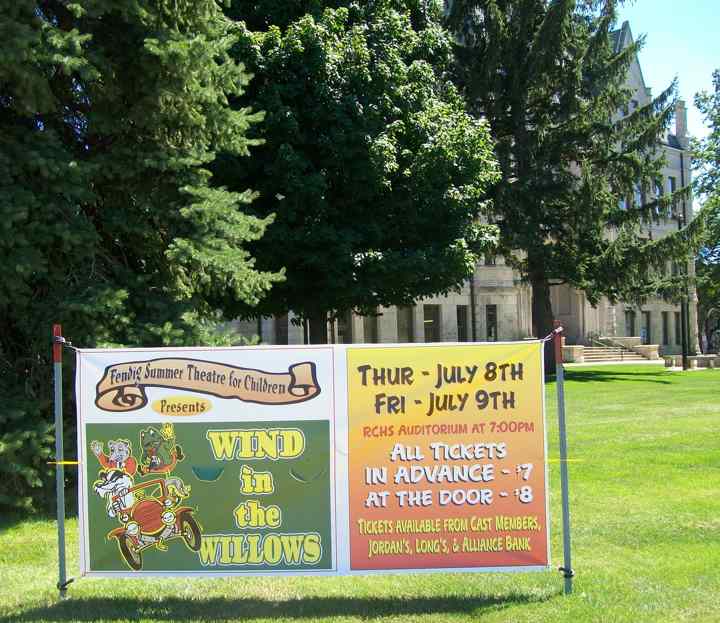 Fendig Summer Theatre for Children
Presents
WIND
in
the
WILLOWS
THUR - JULY 8TH
FRI - JULY 9TH
RCHS AUDITORIUM AT 7:00PM
ALL TICKETS
IN ADVANCE - $7
AT THE DOOR - $8
TICKETS AVAILABLE FROM CAST MEMBERS,
JORDAN'S, LONG'S, & ALLIANCE BANK